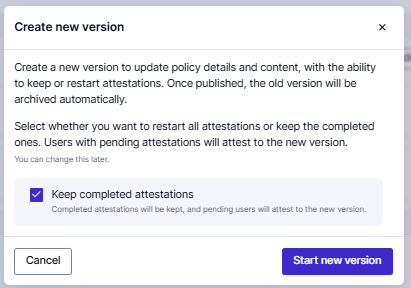 Create new version
×
Create a new version to update policy details and content, with the ability
to keep or restart attestations. Once published, the old version will be
archived automatically.
Select whether you want to restart all attestations or keep the completed
ones. Users with pending attestations will attest to the new version.
You can change this later.
Keep completed attestations
Completed attestations will be kept, and pending users will attest to the new version.
Cancel
Start new version